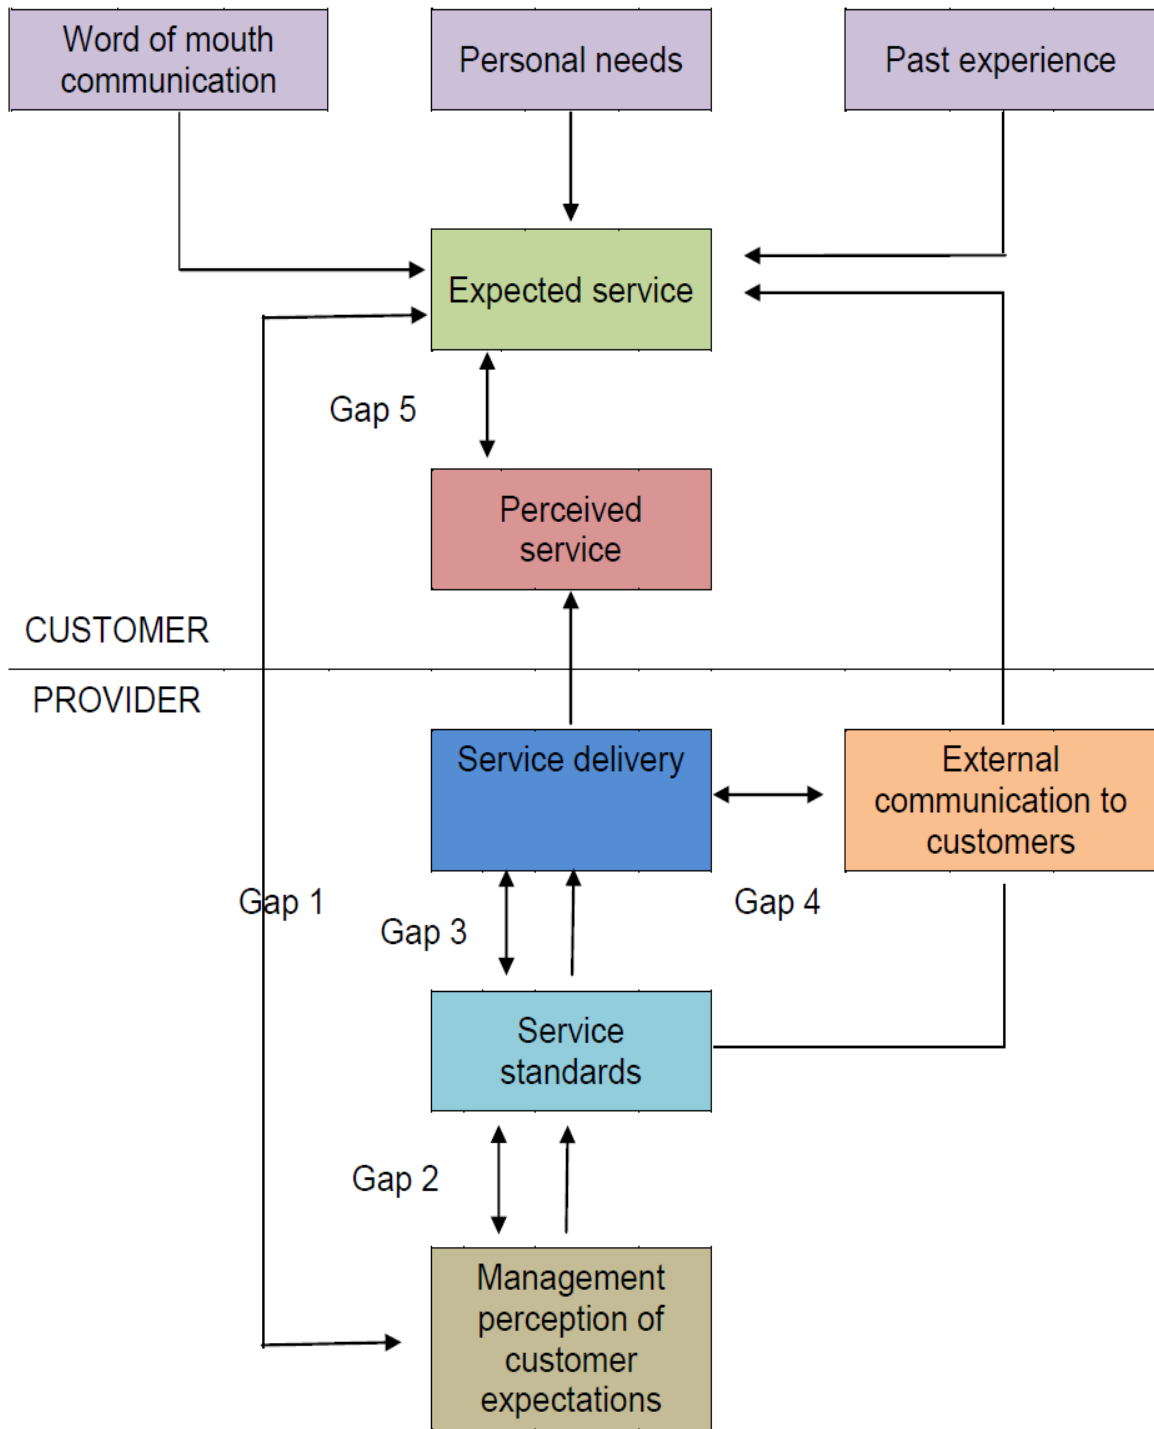 Word of mouth
communication
Personal needs
Past experience
Expected service
Gap 5
Perceived
service
CUSTOMER
PROVIDER
Service delivery
External
communication to
customers
Gap 1
Gap 3
Gap 4
Service
standards
Gap 2
Management
perception of
customer
expectations